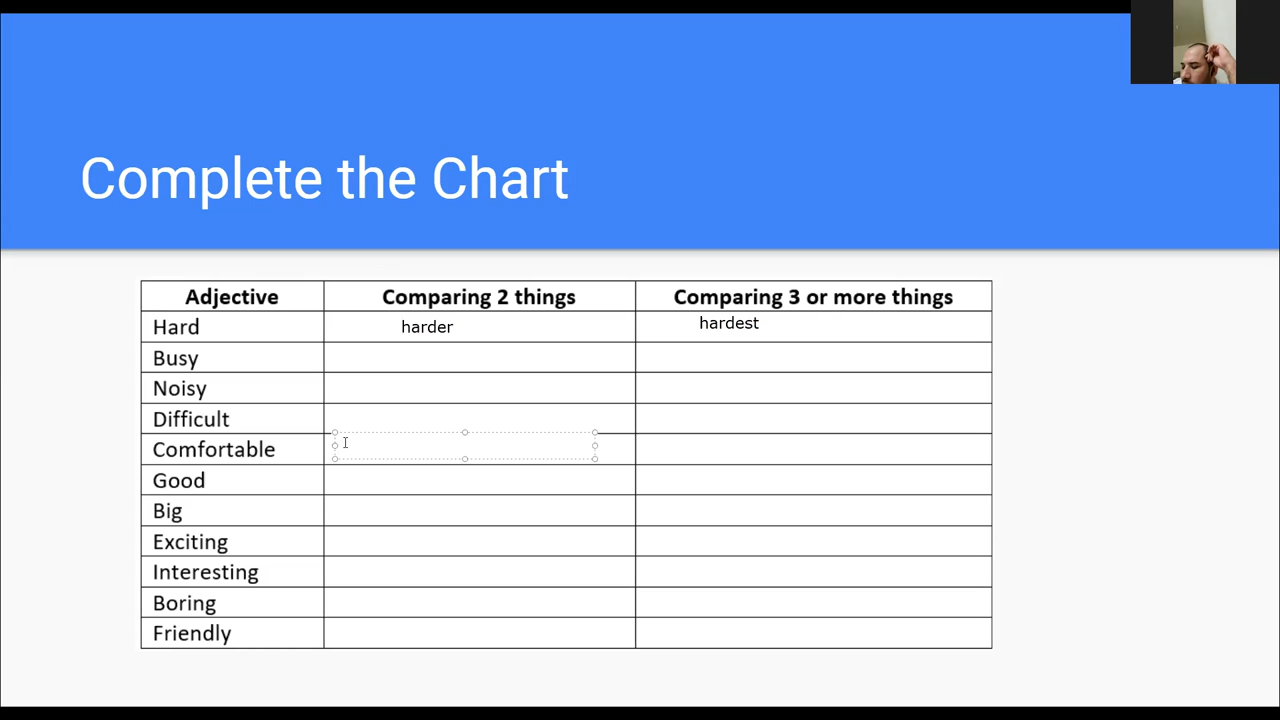 Complete the Chart
Adjective Comparing 2 things Comparing 3 or more things
Hard harder hardest
Busy
Noisy
Difficult
Comfortable
Good
Big
Exciting
Interesting
Boring
Friendly